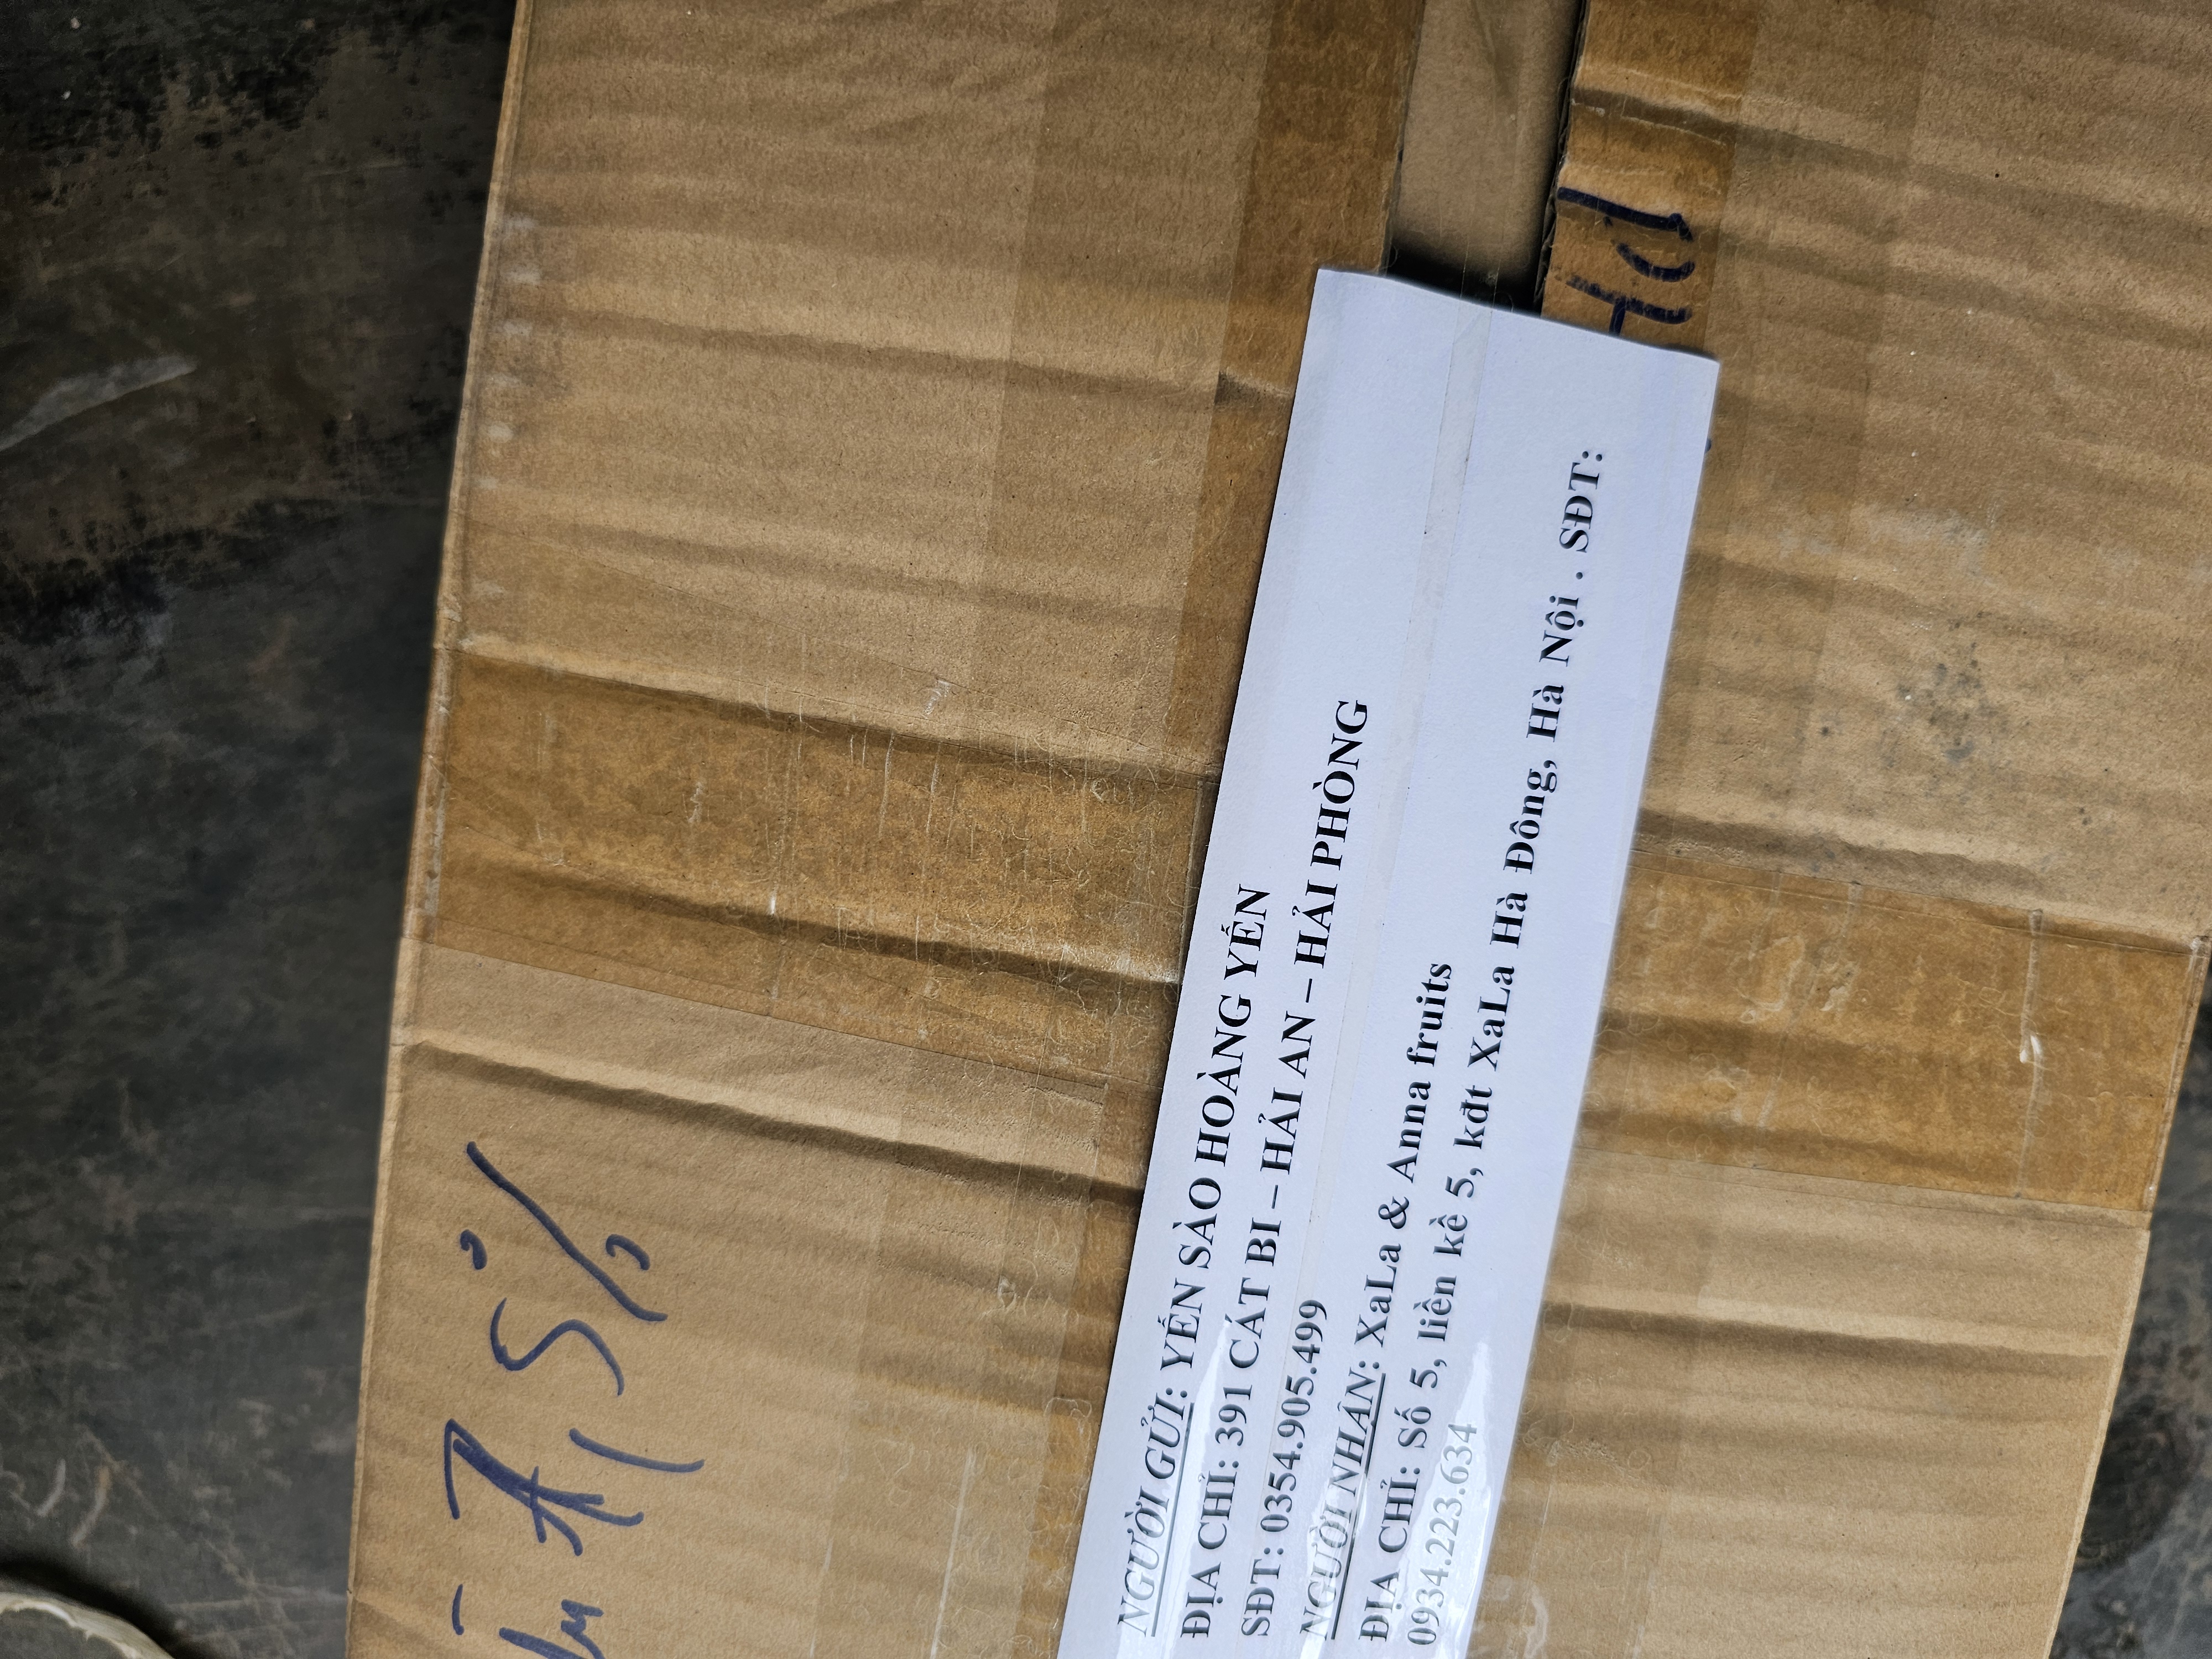 NGƯỜI GỬI: YẾN SÀO HOÀNG YẾN
ĐỊA CHỈ: 391 CÁT BI – HẢI AN – HẢI PHÒNG
SĐT: 0354.905.499
NGƯỜI NHÂN: XaLa & Anna fruits
ĐỊA CHỈ: Số 5, liền kề 5, kđt XaLa Hà Đông, Hà Nội . SĐT:
0934.223.634